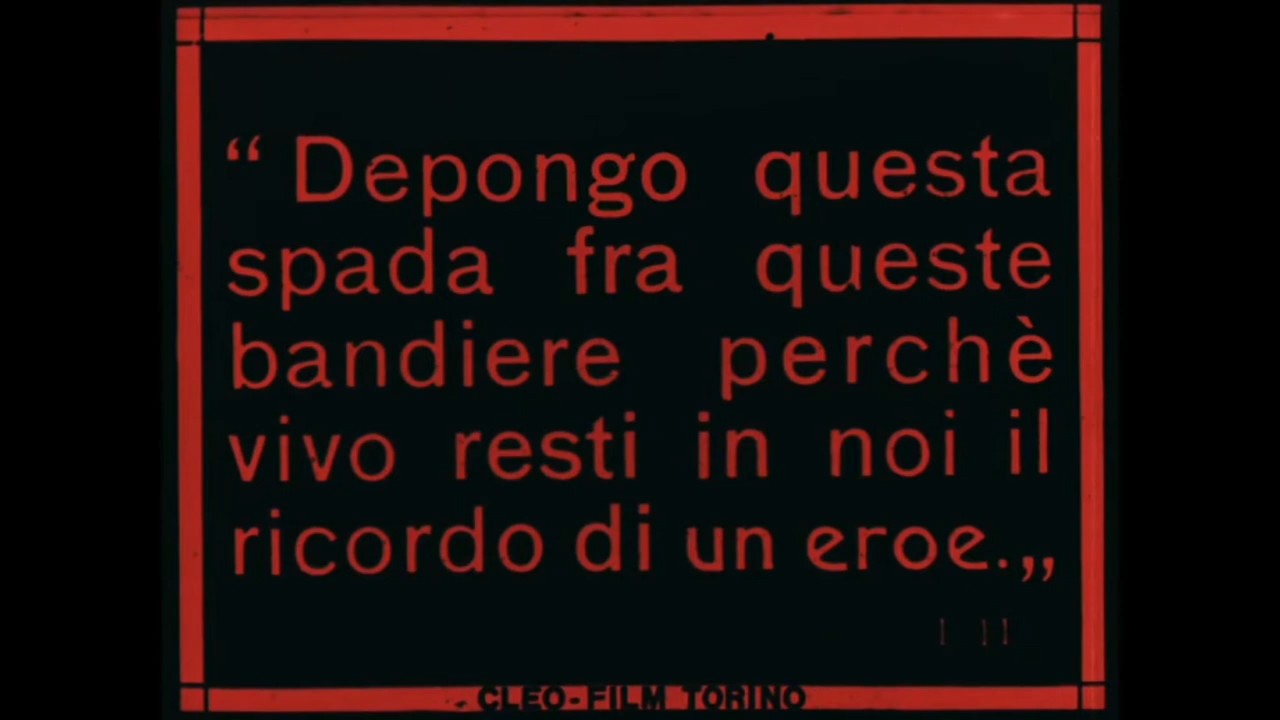 “ Depongo questa
spada fra queste
bandiere perchè
vivo resti in noi il
ricordo di un eroe.„
CLEO-FILM TORINO